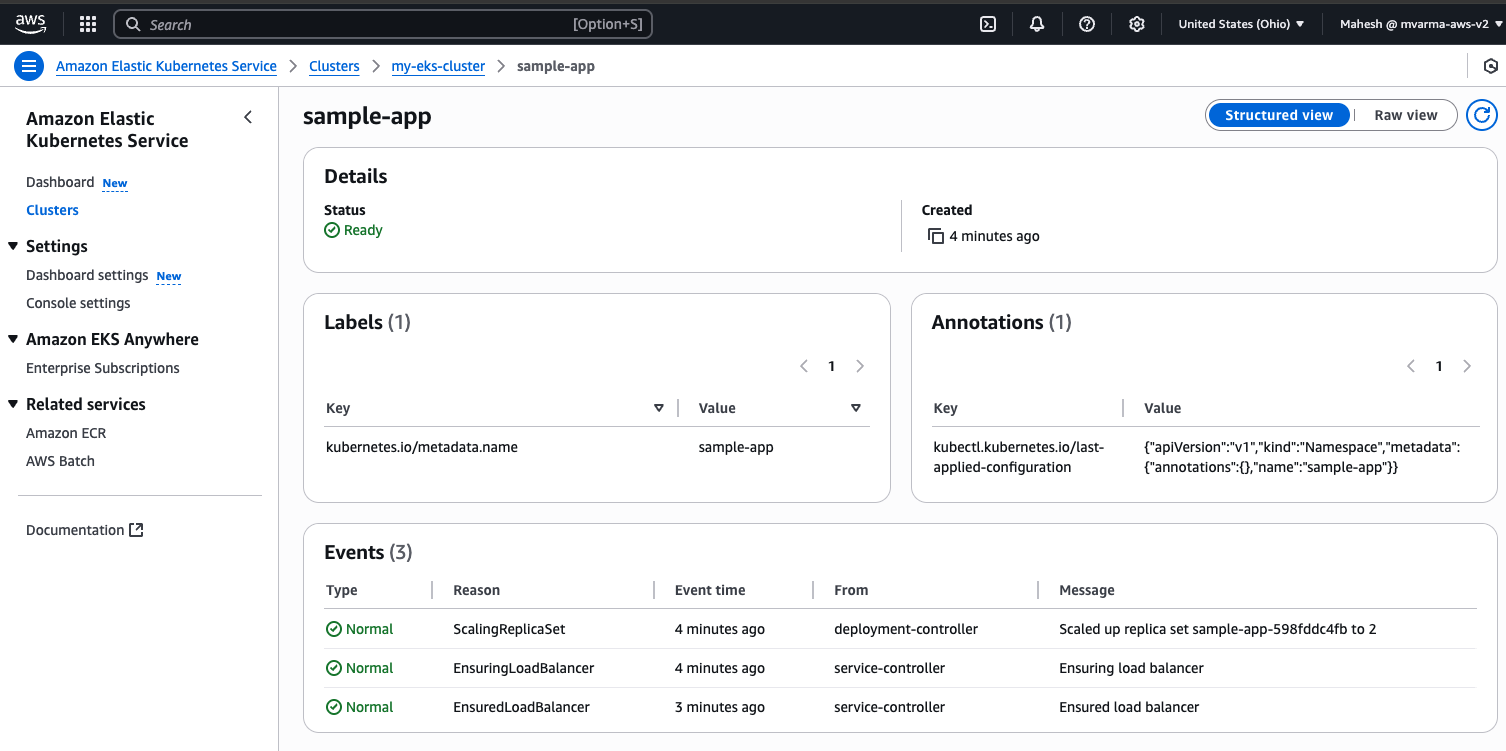 aws
Search [Option+S] United States (Ohio) Mahesh @ mvarma-aws-v2
Amazon Elastic Kubernetes Service Clusters my-eks-cluster sample-app
Amazon Elastic
Kubernetes Service
Dashboard New
Clusters
Settings
Dashboard settings New
Console settings
Amazon EKS Anywhere
Enterprise Subscriptions
Related services
Amazon ECR
AWS Batch
Documentation
sample-app Structured view Raw view
Details
Status
Ready
Created
4 minutes ago
Labels (1)
1
Key Value
kubernetes.io/metadata.name sample-app
Annotations (1)
1
Key Value
kubectl.kubernetes.io/last- {"apiVersion":"v1","kind":"Namespace","metadata":
applied-configuration {"annotations":{},"name":"sample-app"}}
Events (3)
Type Reason Event time From Message
Normal ScalingReplicaSet 4 minutes ago deployment-controller Scaled up replica set sample-app-598fddc4fb to 2
Normal EnsuringLoadBalancer 4 minutes ago service-controller Ensuring load balancer
Normal EnsuredLoadBalancer 3 minutes ago service-controller Ensured load balancer